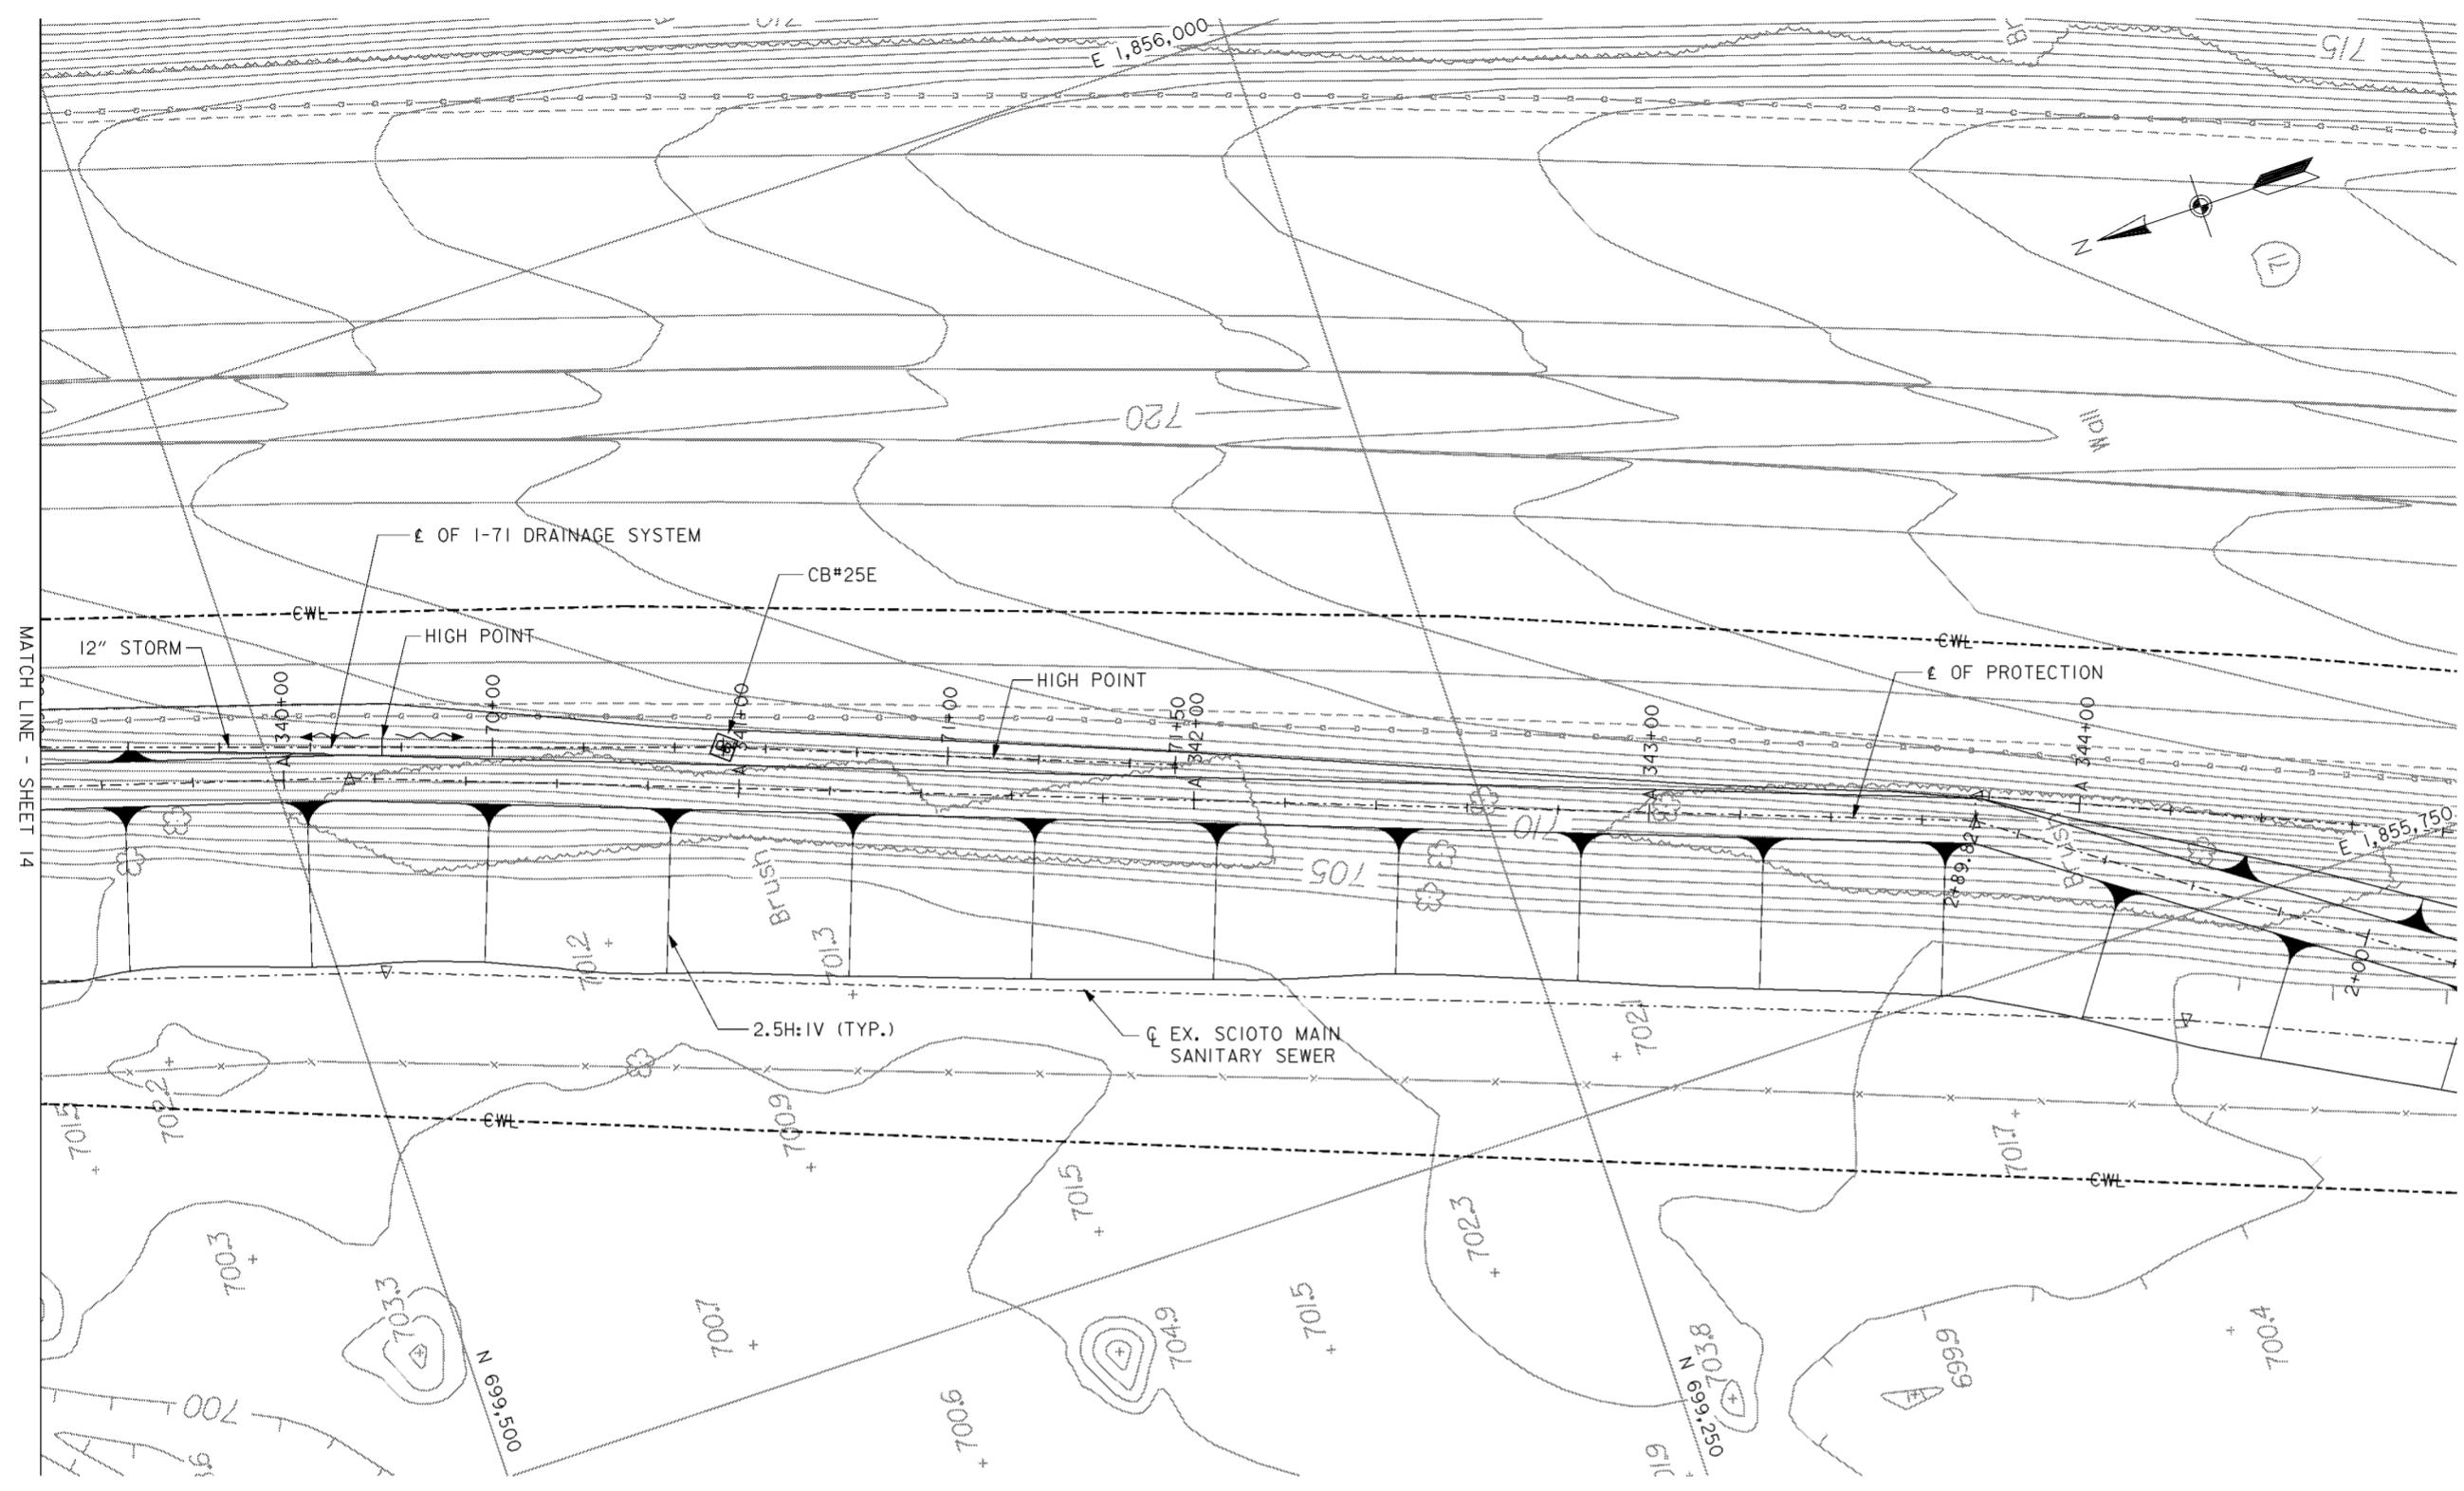 710
E 1,856,000
715
N
12
720
Wall
℄ OF I-71 DRAINAGE SYSTEM
CB#25E
CWL
HIGH POINT
12" STORM
CWL
℄ OF PROTECTION
HIGH POINT
MATCH LINE - SHEET 14
340+00
70+00
341+00
71+00
71+50
342+00
343+00
344+00
A
A
A
A
A
710
705
Brush
Brush
2+89.82
E 1,855,750
2+00
701.2
701.3
702.1
2.5H:1V (TYP.)
℄ EX. SCIOTO MAIN
SANITARY SEWER
701.5
702.2
CWL
700.9
701.5
701.7
CWL
700.3
703.3
700.7
704.9
701.5
702.3
703.8
699.9
700.4
700
N 699,500
700.6
N 699,250